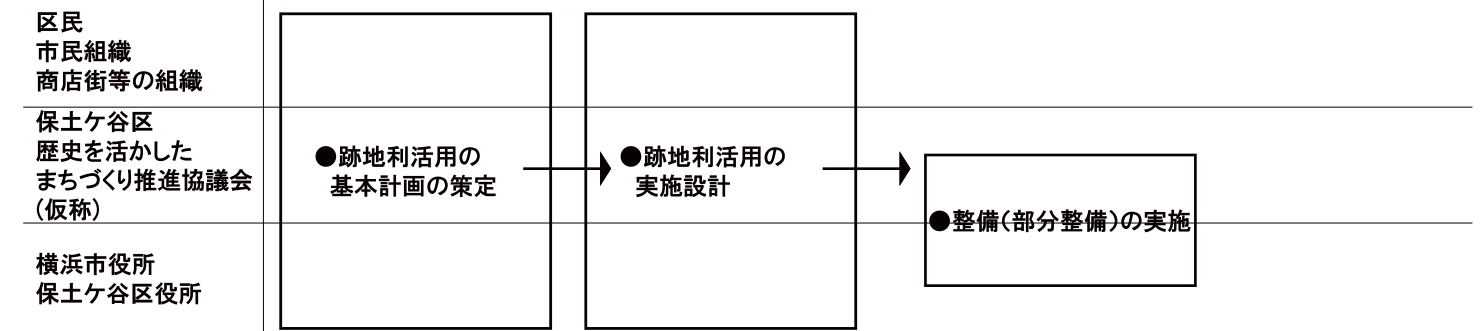 区民
市民組織
商店街等の組織
保土ケ谷区
歴史を活かした
まちづくり推進協議会
(仮称)
●跡地利活用の
基本計画の策定
●跡地利活用の
実施設計
●整備(部分整備)の実施
横浜市役所
保土ケ谷区役所